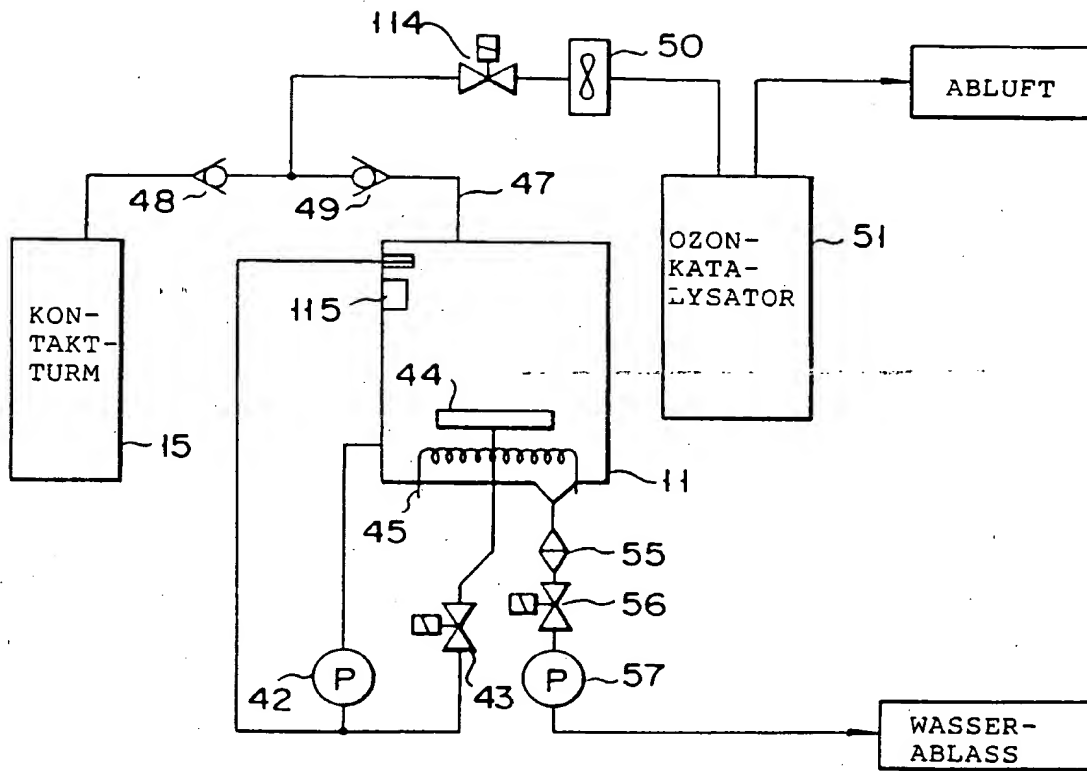 114
50
ABLUFT
48
49
47
KON-
TAKT-
TURM
15
115
OZON-
KATA-
LYSATOR
51
44
45
11
55
56
42
P
43
P
57
WASSER-
ABLASS